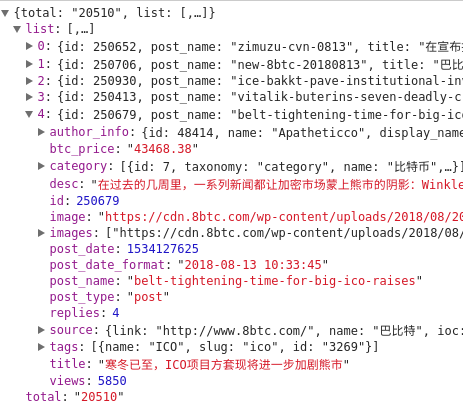 {total: "20510", list: [,…]}
list: [,…]
0: {id: 250652, post_name: "zimuzu-cvn-0813", title: "在宣布
1: {id: 250706, post_name: "new-8btc-20180813", title: "巴比
2: {id: 250930, post_name: "ice-bakkt-pave-institutional-in
3: {id: 250413, post_name: "vitalik-buterins-seven-deadly-c
4: {id: 250679, post_name: "belt-tightening-time-for-big-ico
author_info: {id: 48414, name: "Apatheticco", display_name
btc_price: "43468.38"
category: [{id: 7, taxonomy: "category", name: "比特币",…}]
desc: "在过去的几周里，一系列新闻都让加密市场蒙上熊市的阴影：Winkle
id: 250679
image: "https://cdn.8btc.com/wp-content/uploads/2018/08/20
images: ["https://cdn.8btc.com/wp-content/uploads/2018/08/
post_date: 1534127625
post_date_format: "2018-08-13 10:33:45"
post_name: "belt-tightening-time-for-big-ico-raises"
post_type: "post"
replies: 4
source: {link: "http://www.8btc.com/", name: "巴比特", ioc:
tags: [{name: "ICO", slug: "ico", id: "3269"}]
title: "寒冬已至，ICO项目方套现将进一步加剧熊市"
views: 5850
total: "20510"